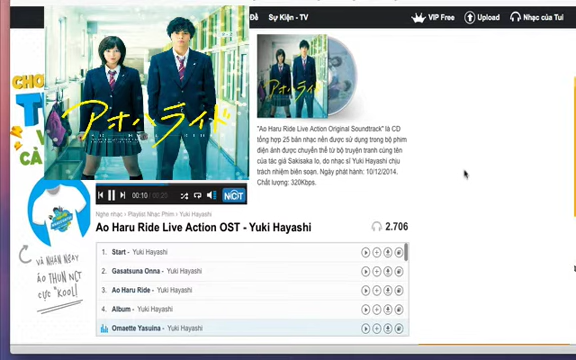 Đề Sự Kiện - TV VIP Free Upload Nhạc của Tui
アオハライド
"Ao Haru Ride Live Action Original Soundtrack" là CD
tổng hợp 25 bản nhạc nền được sử dụng trong bộ phim
điện ảnh được chuyển thể từ bộ truyện tranh cùng tên
của tác giả Sakisaka Io, do nhạc sĩ Yuki Hayashi chịu
trách nhiệm biên soạn. Ngày phát hành: 10/12/2014.
Chất lượng: 320Kbps.
00:10 NCT
Nghe nhạc › Playlist Nhạc Phim › Yuki Hayashi
Ao Haru Ride Live Action OST - Yuki Hayashi 2.706
1. Start - Yuki Hayashi
2. Gasatsuna Onna - Yuki Hayashi
3. Ao Haru Ride - Yuki Hayashi
4. Album - Yuki Hayashi
Omaette Yasuina - Yuki Hayashi
VÀ NHẬN NGAY
ÁO THUN NCT
CỰC "KOOL!"